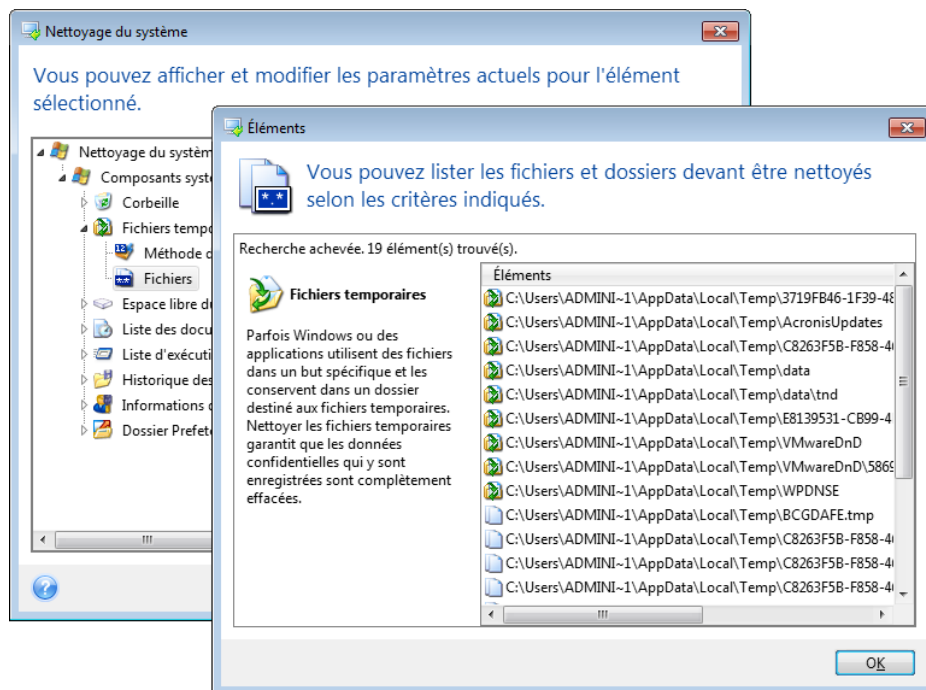 Nettoyage du système
Vous pouvez afficher et modifier les paramètres actuels pour l'élément
sélectionné.
Nettoyage du systèm
Composants systè
Corbeille
Fichiers tempo
Méthode d
Fichiers
Espace libre du
Liste des docu
Liste d'exécuti
Historique des
Informations d
Dossier Prefetc
Éléments
Vous pouvez lister les fichiers et dossiers devant être nettoyés
selon les critères indiqués.
Recherche achevée. 19 élément(s) trouvé(s).
Fichiers temporaires
Parfois Windows ou des
applications utilisent des fichiers
dans un but spécifique et les
conservent dans un dossier
destiné aux fichiers temporaires.
Nettoyer les fichiers temporaires
garantit que les données
confidentielles qui y sont
enregistrées sont complètement
effacées.
Éléments
C:\Users\ADMINI~1\AppData\Local\Temp\3719FB46-1F39-48
C:\Users\ADMINI~1\AppData\Local\Temp\AcronisUpdates
C:\Users\ADMINI~1\AppData\Local\Temp\C8263F5B-F858-4
C:\Users\ADMINI~1\AppData\Local\Temp\data
C:\Users\ADMINI~1\AppData\Local\Temp\data\tnd
C:\Users\ADMINI~1\AppData\Local\Temp\E8139531-CB99-4
C:\Users\ADMINI~1\AppData\Local\Temp\VMwareDnD
C:\Users\ADMINI~1\AppData\Local\Temp\VMwareDnD\5869
C:\Users\ADMINI~1\AppData\Local\Temp\WPDNSE
C:\Users\ADMINI~1\AppData\Local\Temp\BCGDAFE.tmp
C:\Users\ADMINI~1\AppData\Local\Temp\C8263F5B-F858-4
C:\Users\ADMINI~1\AppData\Local\Temp\C8263F5B-F858-4
C:\Users\ADMINI~1\AppData\Local\Temp\C8263F5B-F858-4
OK